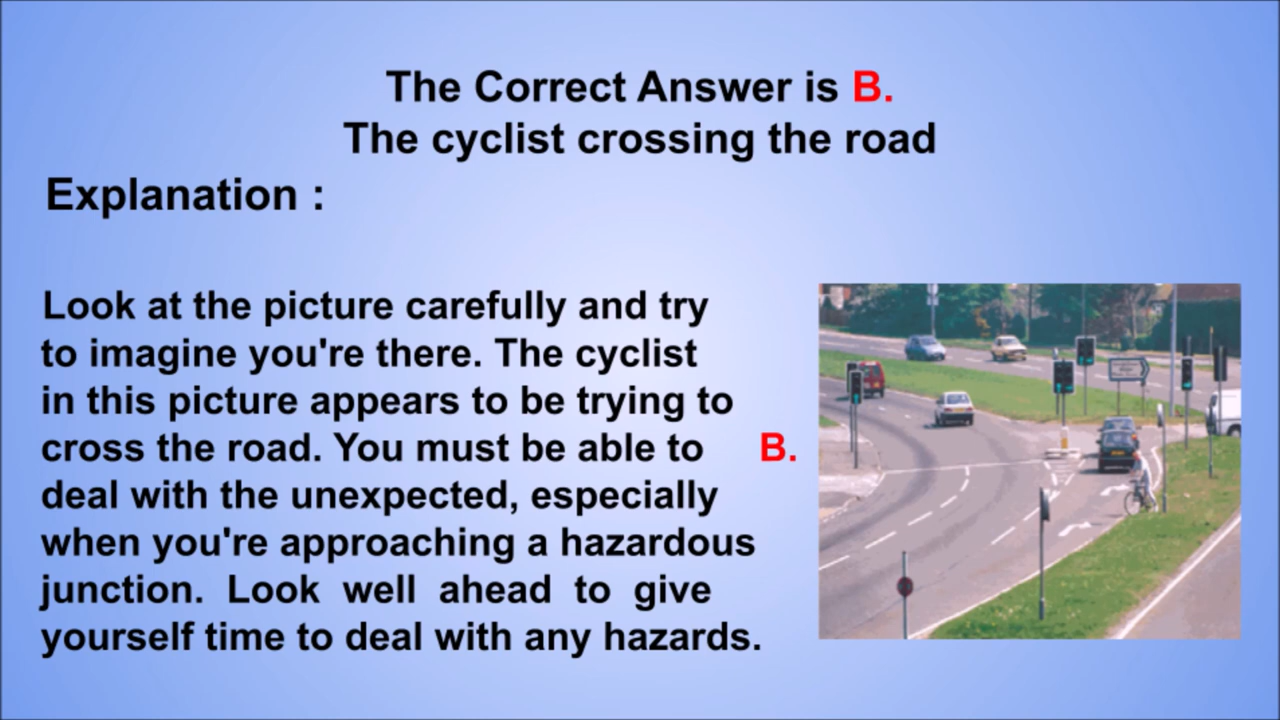 The Correct Answer is B.
The cyclist crossing the road
Explanation :
Look at the picture carefully and try
to imagine you're there. The cyclist
in this picture appears to be trying to
cross the road. You must be able to
deal with the unexpected, especially
when you're approaching a hazardous
junction. Look well ahead to give
yourself time to deal with any hazards.
B.